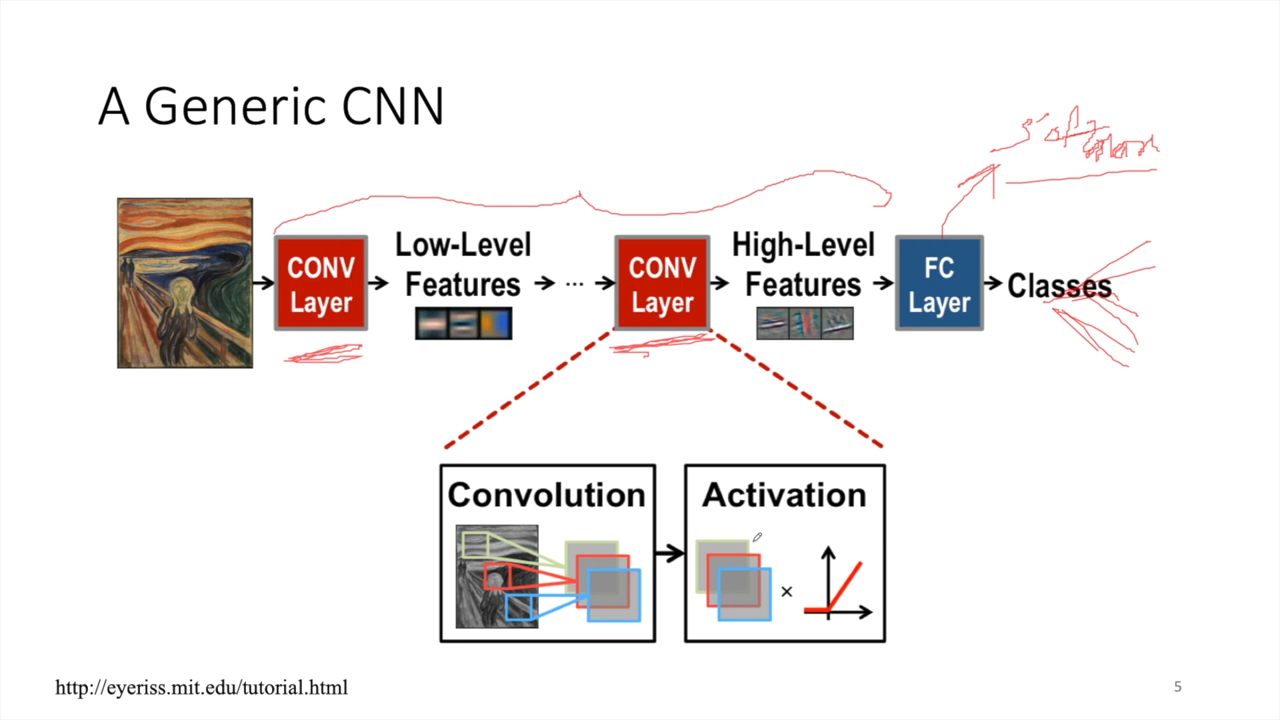 A Generic CNN
CONV
Layer
Low-Level
Features
...
CONV
Layer
High-Level
Features
FC
Layer
Classes
Convolution
Activation
×
http://eyeriss.mit.edu/tutorial.html
5